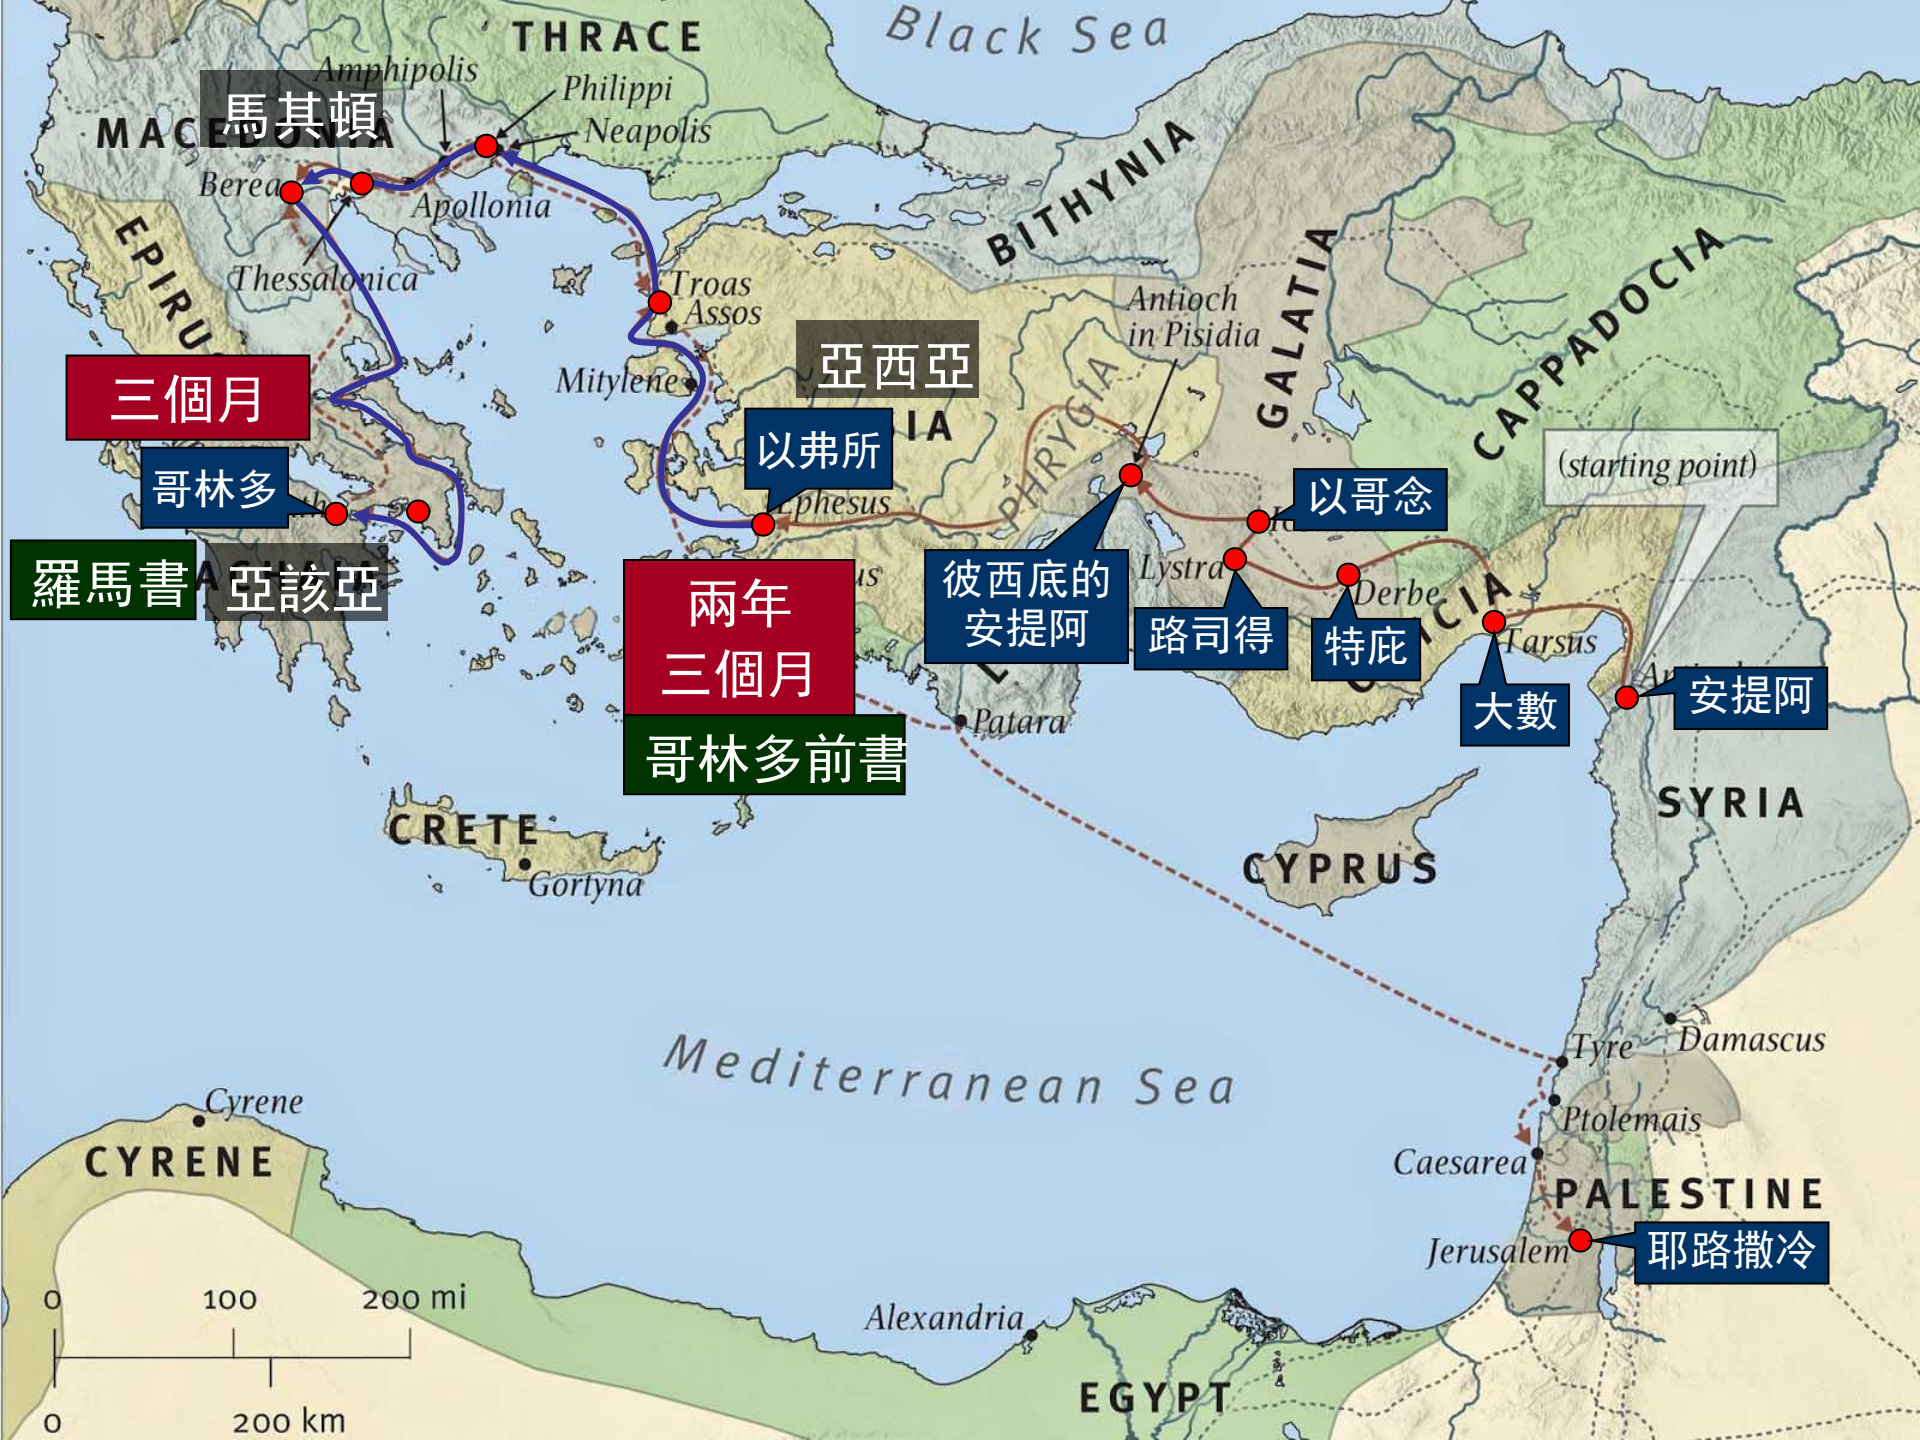 Black Sea
THRACE
Amphipolis
Philippi
馬其頓
MACEDONIA
Neapolis
Berea
Apollonia
BITHYNIA
EPIRUS
Thessalonica
Troas
Assos
Antioch
in Pisidia
GALATIA
CAPPADOCIA
亞西亞
三個月
Mitylene
PHRYGIA
以弗所
(starting point)
哥林多
Ephesus
以哥念
羅馬書
亞該亞
兩年
三個月
彼西底的
安提阿
Lystra
路司得
Derbe
特庇
Tarsus
大數
安提阿
哥林多前書
Patara
SYRIA
CRETE
Gortyna
CYPRUS
Mediterranean Sea
Tyre
Damascus
Cyrene
Ptolemais
CYRENE
Caesarea
PALESTINE
Jerusalem
耶路撒冷
0 100 200 mi
Alexandria
EGYPT
0 200 km